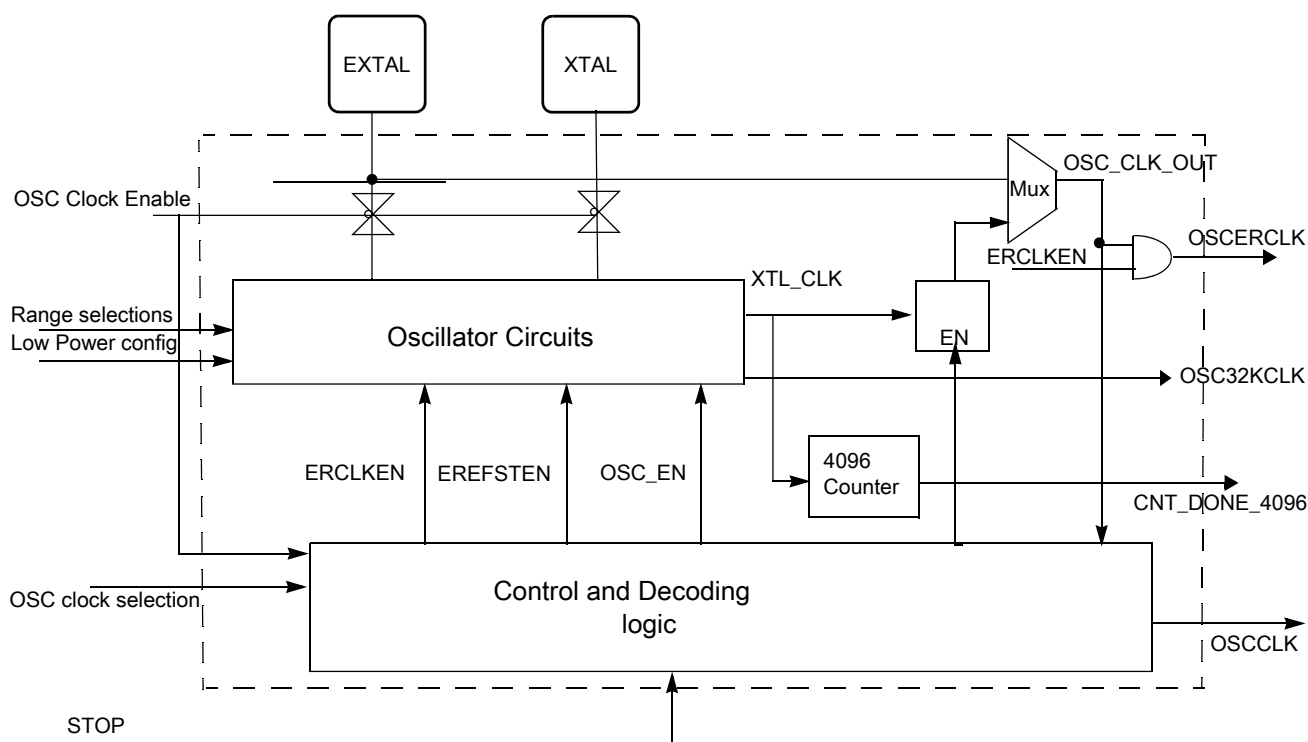 EXTAL
XTAL
OSC_CLK_OUT
Mux
OSC Clock Enable
OSCERCLK
ERCLKEN
XTL_CLK
Range selections
Low Power config
Oscillator Circuits
EN
OSC32KCLK
4096
Counter
ERCLKEN
EREFSTEN
OSC_EN
CNT_DONE_4096
Control and Decoding
logic
OSC clock selection
OSCCLK
STOP